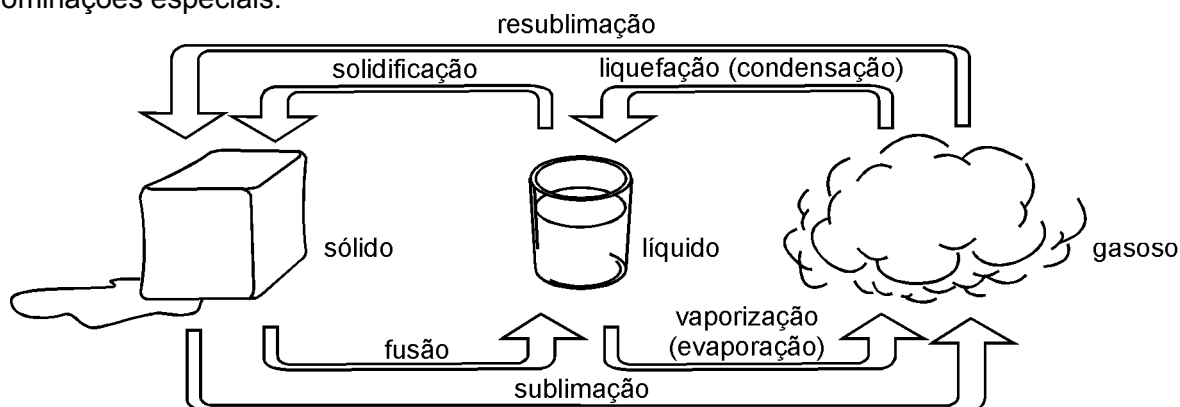 ominações especiais.
resublimação
solidificação
liquefação (condensação)
sólido
líquido
gasoso
fusão
vaporização
(evaporação)
sublimação